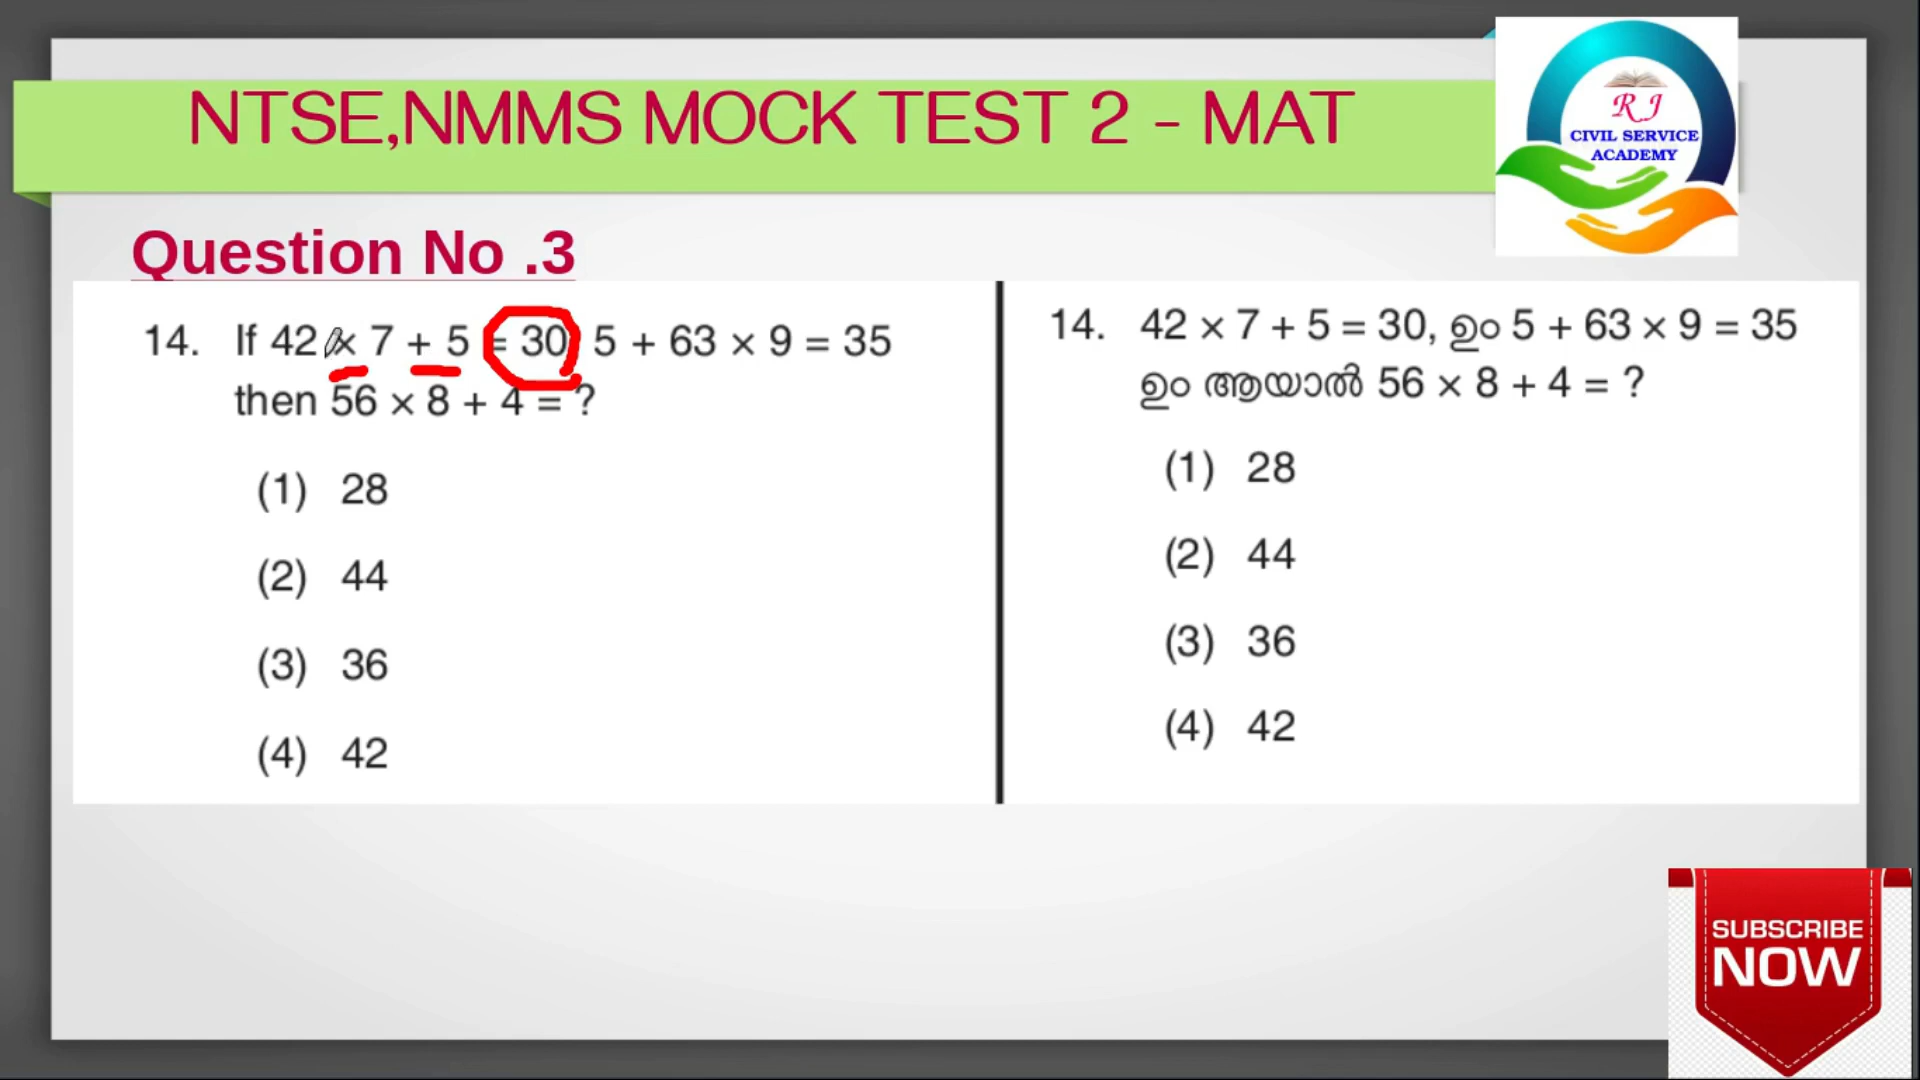 NTSE,NMMS MOCK TEST 2 - MAT
R J
CIVIL SERVICE
ACADEMY
Question No .3
14. If 42 × 7 + 5 = 30, 5 + 63 × 9 = 35
then 56 × 8 + 4 = ?
(1) 28
(2) 44
(3) 36
(4) 42
14. 42 × 7 + 5 = 30, ഉം 5 + 63 × 9 = 35
ഉം ആയാൽ 56 × 8 + 4 = ?
(1) 28
(2) 44
(3) 36
(4) 42
SUBSCRIBE
NOW